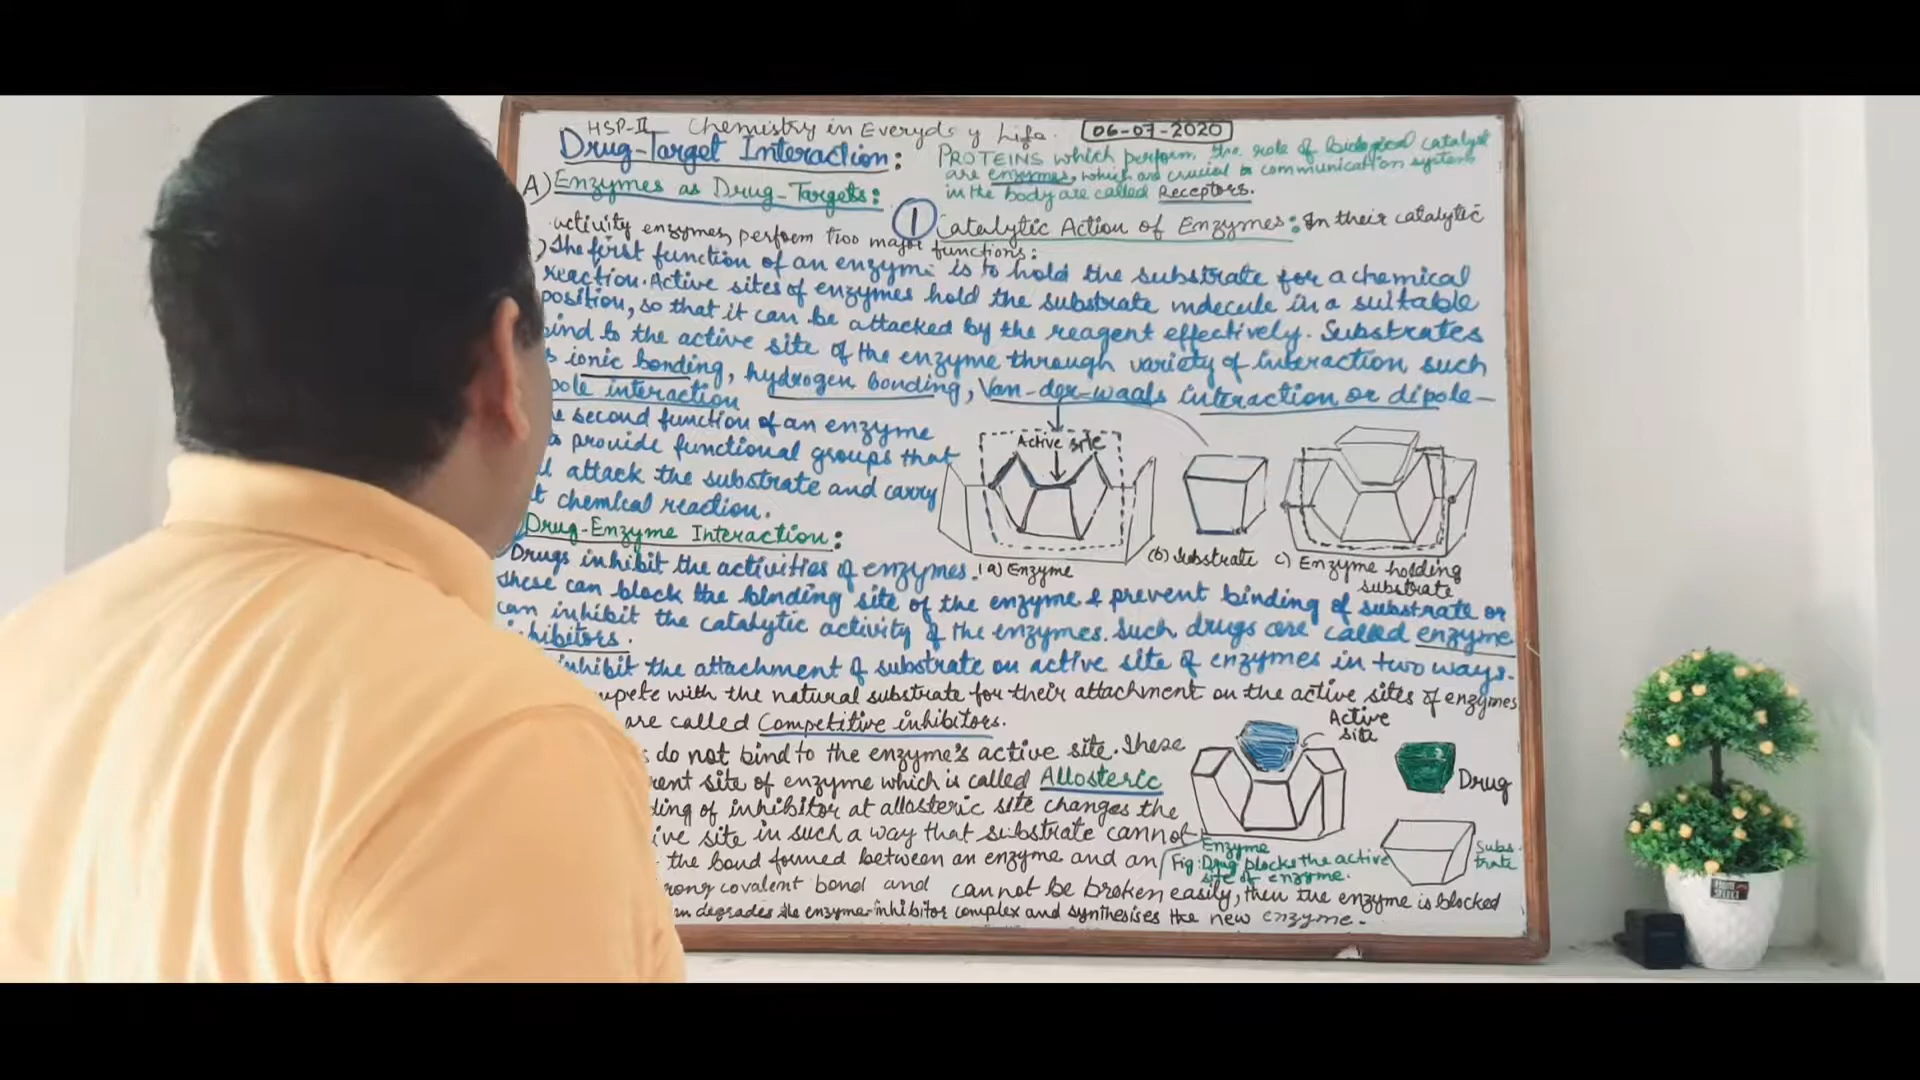 HSP-II Chemistry in Everyday Life. 06-07-2020
Drug-Target Interaction:
PROTEINS which perform the role of biological catalyst
are enzymes, which are crucial to communication system
in the body are called Receptors.
A) Enzymes as Drug-Targets:
1 Catalytic Action of Enzymes: In their catalytic
activity enzymes perform two major functions:
) The first function of an enzyme is to hold the substrate for a chemical
reaction. Active sites of enzymes hold the substrate molecule in a suitable
position, so that it can be attacked by the reagent effectively. Substrates
bind to the active site of the enzyme through variety of interaction such
ionic bonding, hydrogen bonding, Van-der-waals interaction or dipole-
pole interaction
second function of an enzyme
provide functional groups that
attack the substrate and carry
chemical reaction.
Active site
(a) Enzyme
(b) Substrate
c) Enzyme holding
substrate
Drug-Enzyme Interaction:
Drugs inhibit the activities of enzymes.
These can block the binding site of the enzyme & prevent binding of substrate or
can inhibit the catalytic activity of the enzymes. Such drugs are called enzyme
hibitors.
inhibit the attachment of substrate on active site of enzymes in two ways.
mpete with the natural substrate for their attachment on the active sites of enzymes
are called Competitive inhibitors.
s do not bind to the enzyme's active site. These
rent site of enzyme which is called Allosteric
ding of inhibitor at allosteric site changes the
ive site in such a way that substrate cannot
the bond formed between an enzyme and an
rong covalent bond and cannot be broken easily, then the enzyme is blocked
degrades the enzyme-inhibitor complex and synthesises the new enzyme.
Active
site
Drug
Subs-
trate
Enzyme
Fig: Drug blocks the active
site of enzyme.